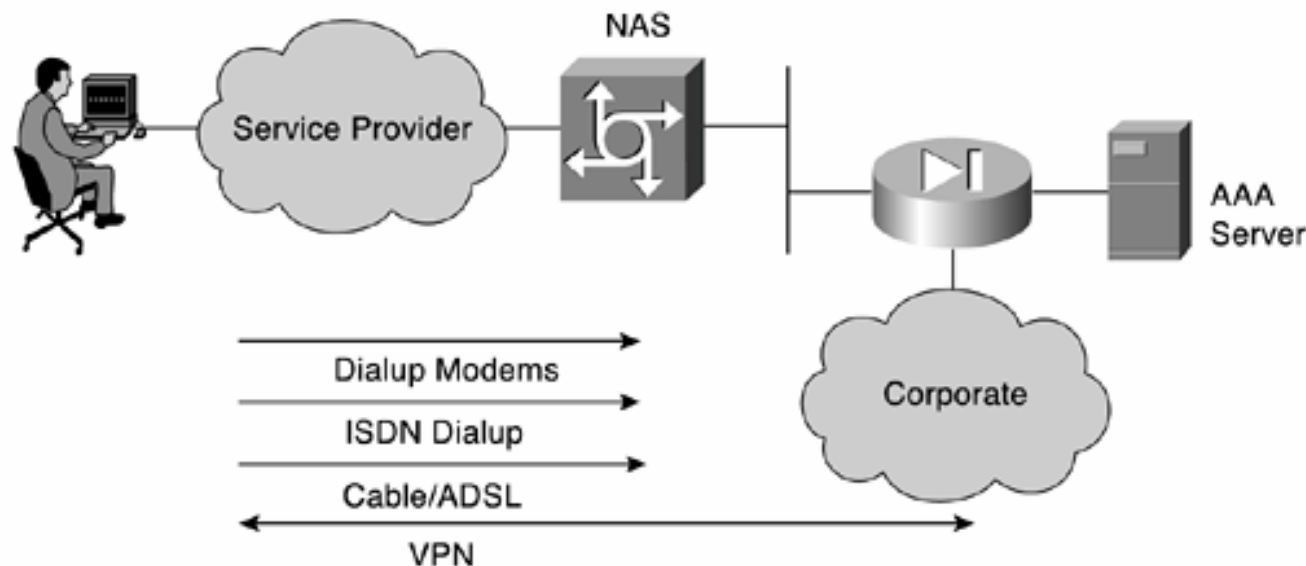 NAS
Service Provider
AAA
Server
Corporate
Dialup Modems
ISDN Dialup
Cable/ADSL
VPN